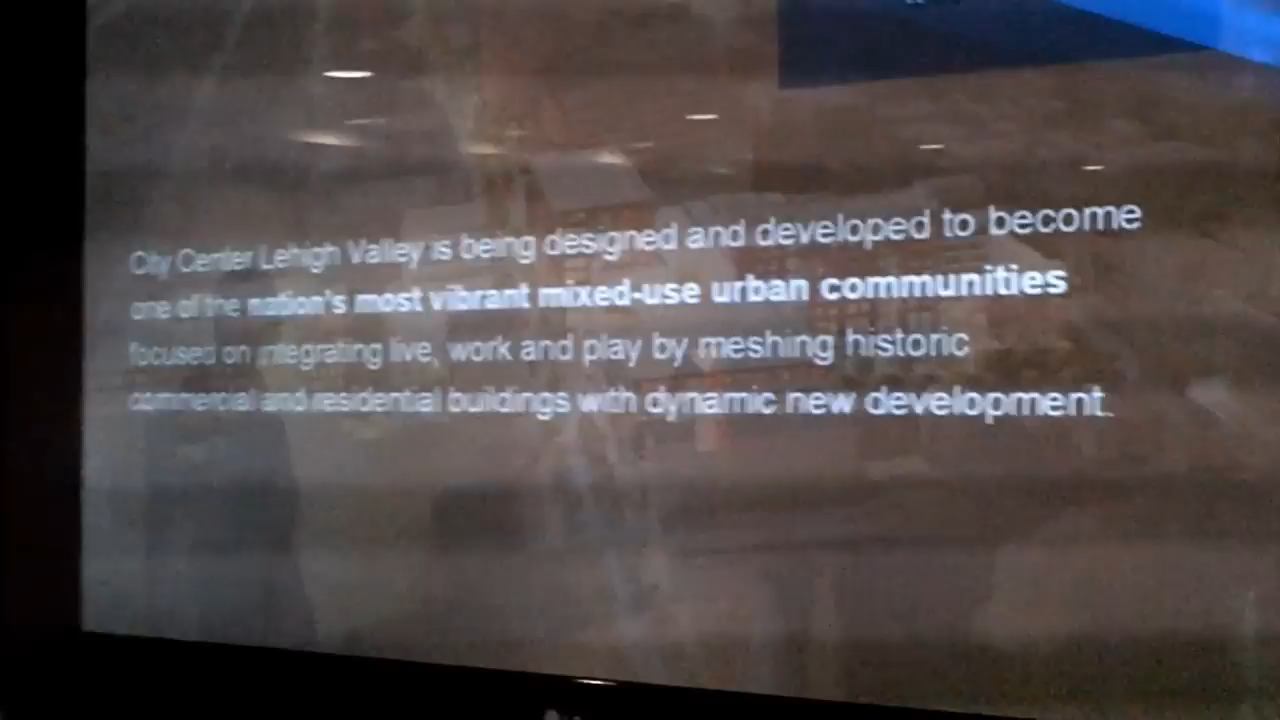 City Center Lehigh Valley is being designed and developed to become
one of the nation's most vibrant mixed-use urban communities
focused on integrating live, work and play by meshing historic
commercial and residential buildings with dynamic new development.